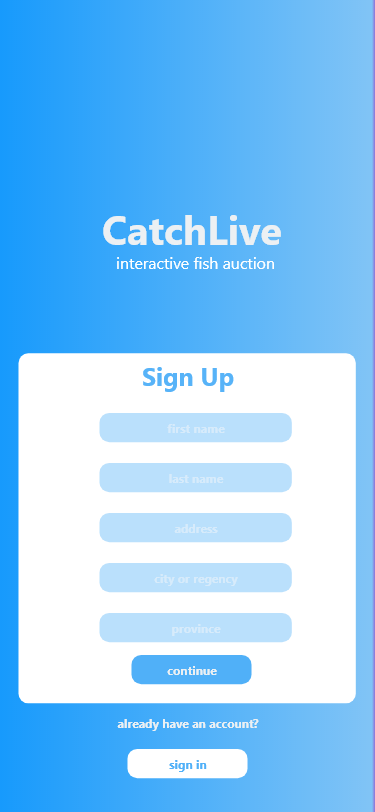 CatchLive
interactive fish auction
Sign Up
first name
last name
address
city or regency
province
continue
already have an account?
sign in